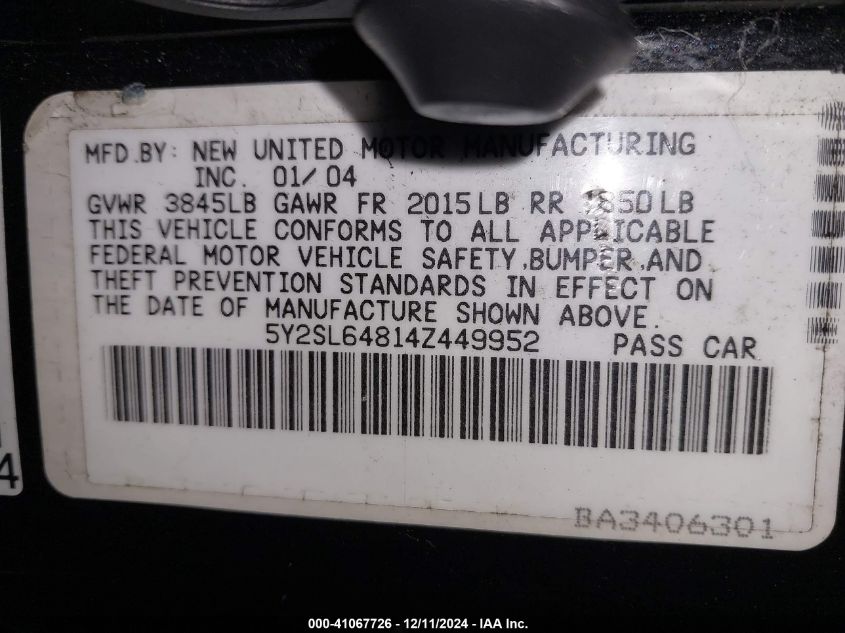 MFD.BY: NEW UNITED MOTOR MANUFACTURING
INC. 01/04
GVWR 3845LB GAWR FR 2015LB RR 1850LB
THIS VEHICLE CONFORMS TO ALL APPLICABLE
FEDERAL MOTOR VEHICLE SAFETY,BUMPER,AND
THEFT PREVENTION STANDARDS IN EFFECT ON
THE DATE OF MANUFACTURE SHOWN ABOVE.
5Y2SL64814Z449952 PASS CAR
4
BA3406301
000-41067726 - 12/11/2024 - IAA Inc.